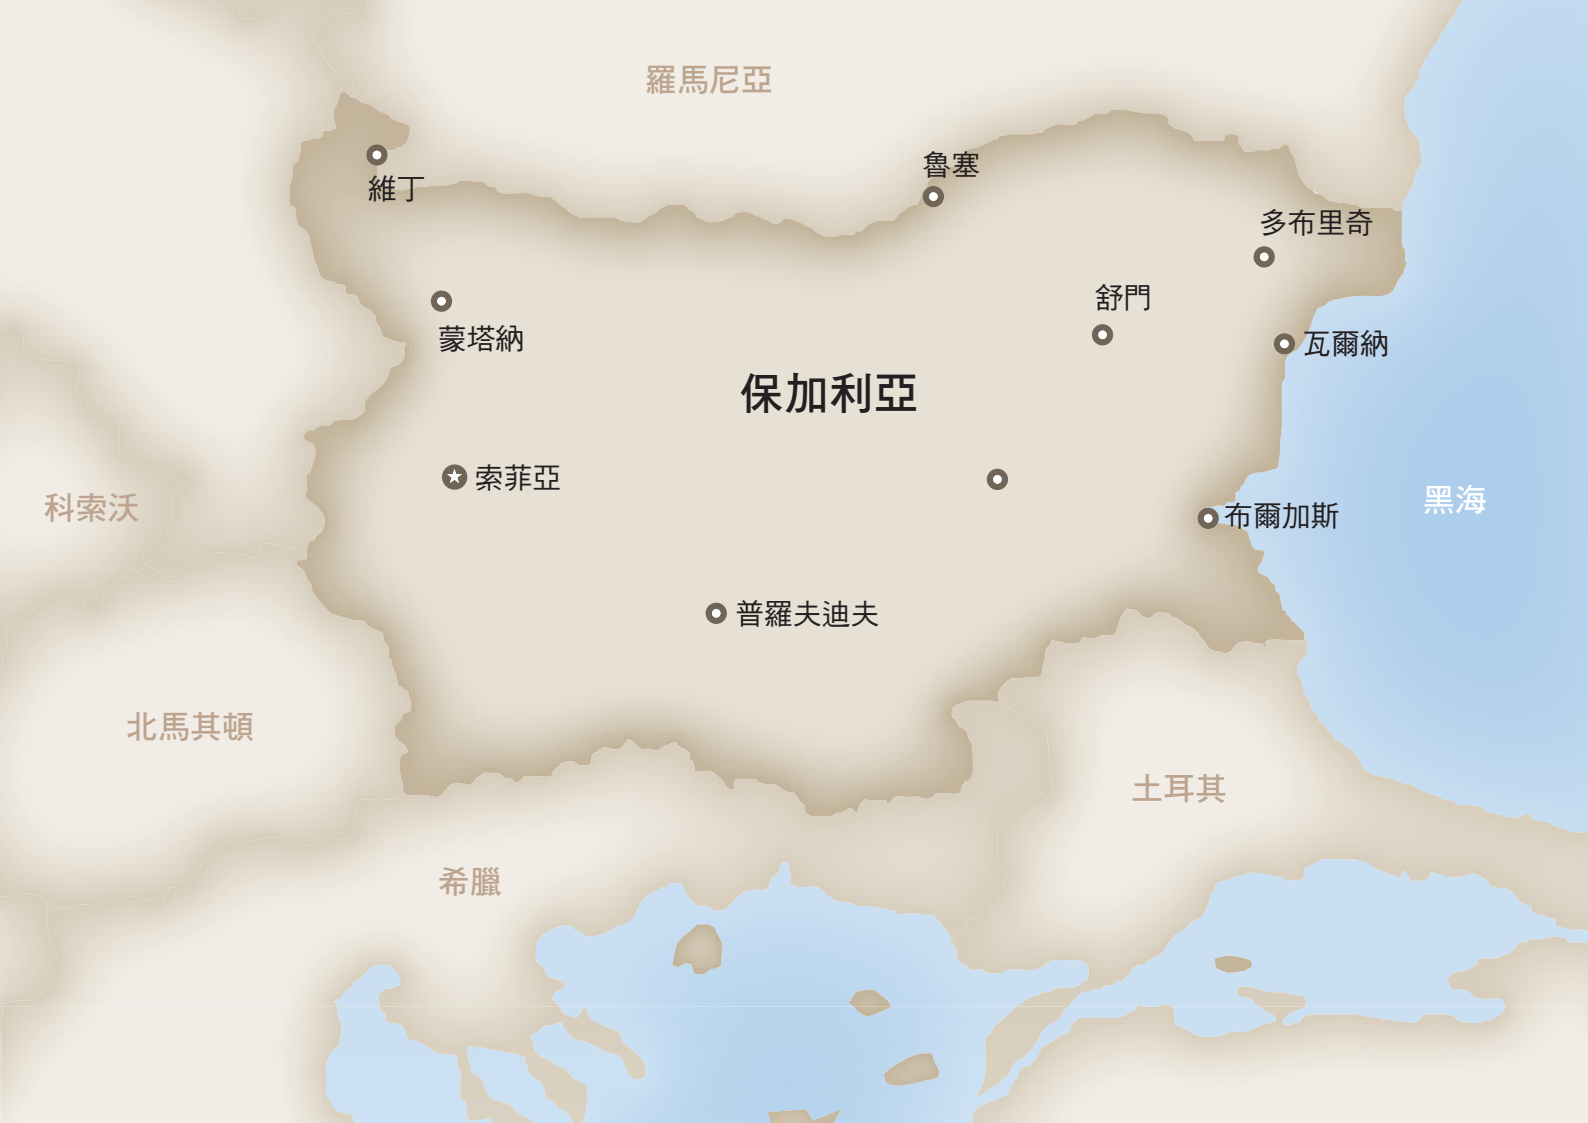 羅馬尼亞
魯塞
維丁
多布里奇
舒門
蒙塔納
瓦爾納
保加利亞
索菲亞
科索沃
黑海
布爾加斯
普羅夫迪夫
北馬其頓
土耳其
希臘